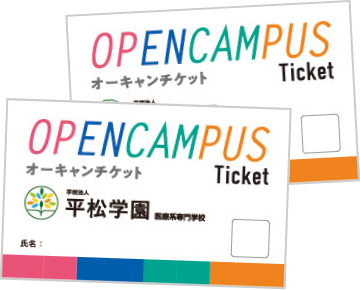 OPENCAMPUS
オーキャンチケット
Ticket
OPENCAMPUS
オーキャンチケット
Ticket
学校法人
平松学園 医療系専門学校
氏名：